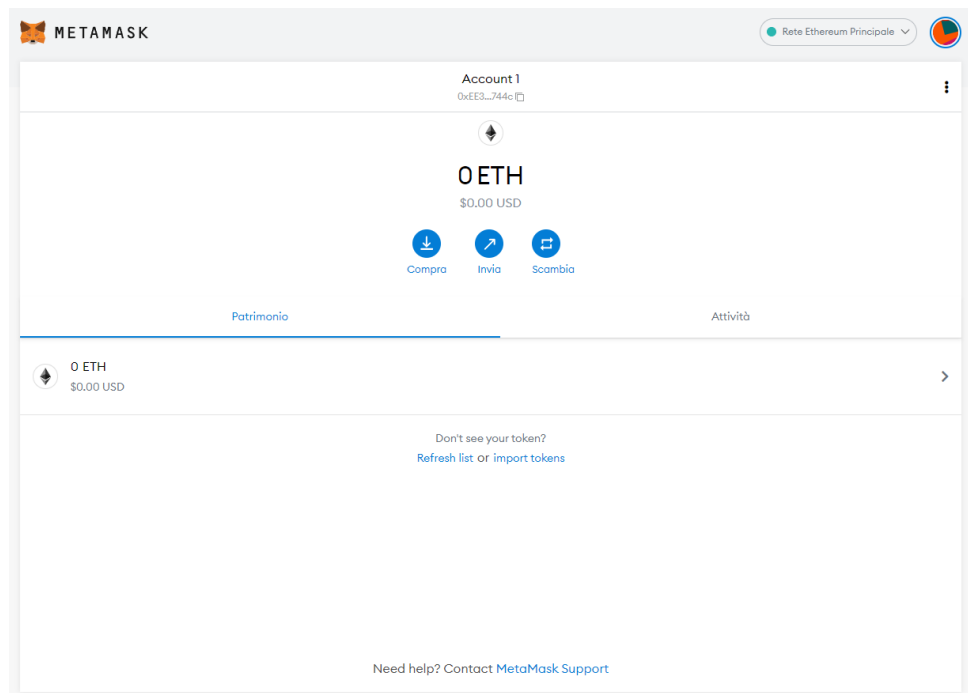 METAMASK
Rete Ethereum Principale
Account 1
0xEE3...744c
0 ETH
$0.00 USD
Compra Invia Scambia
Patrimonio Attività
0 ETH
$0.00 USD
Don't see your token?
Refresh list or import tokens
Need help? Contact MetaMask Support